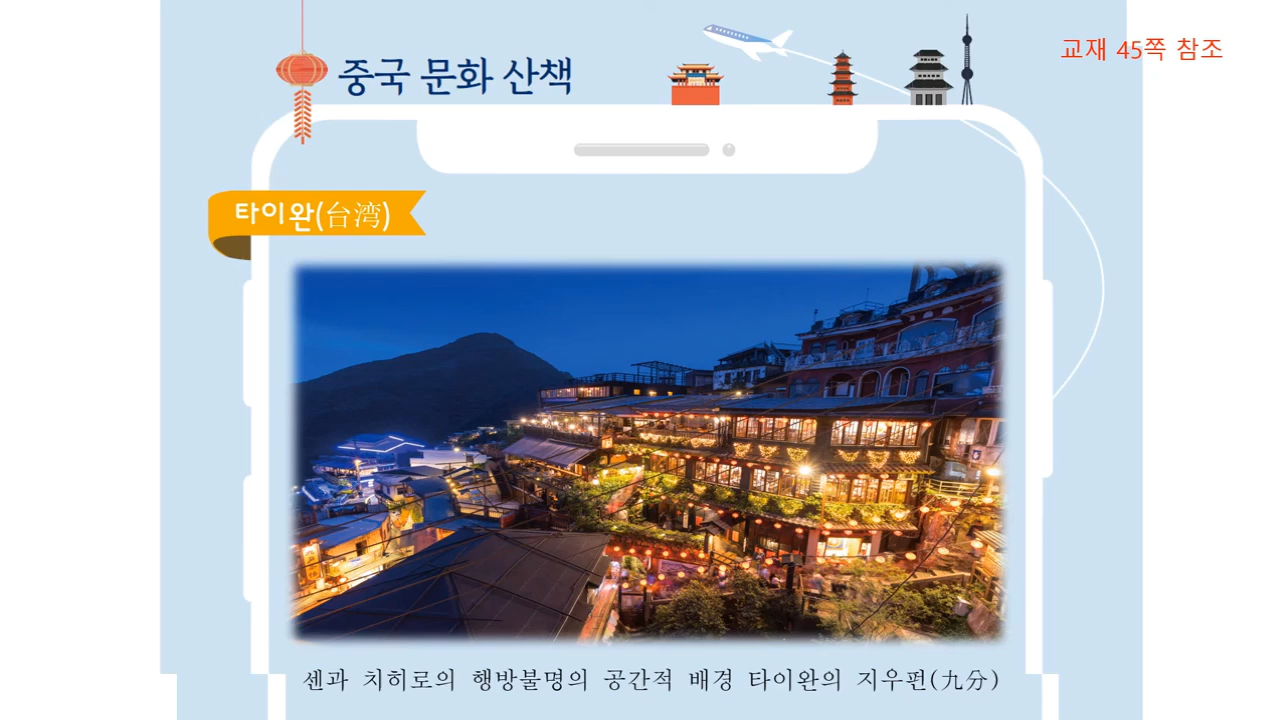 교재 45쪽 참조
중국 문화 산책
타이완(台湾)
센과 치히로의 행방불명의 공간적 배경 타이완의 지우펀(九分)